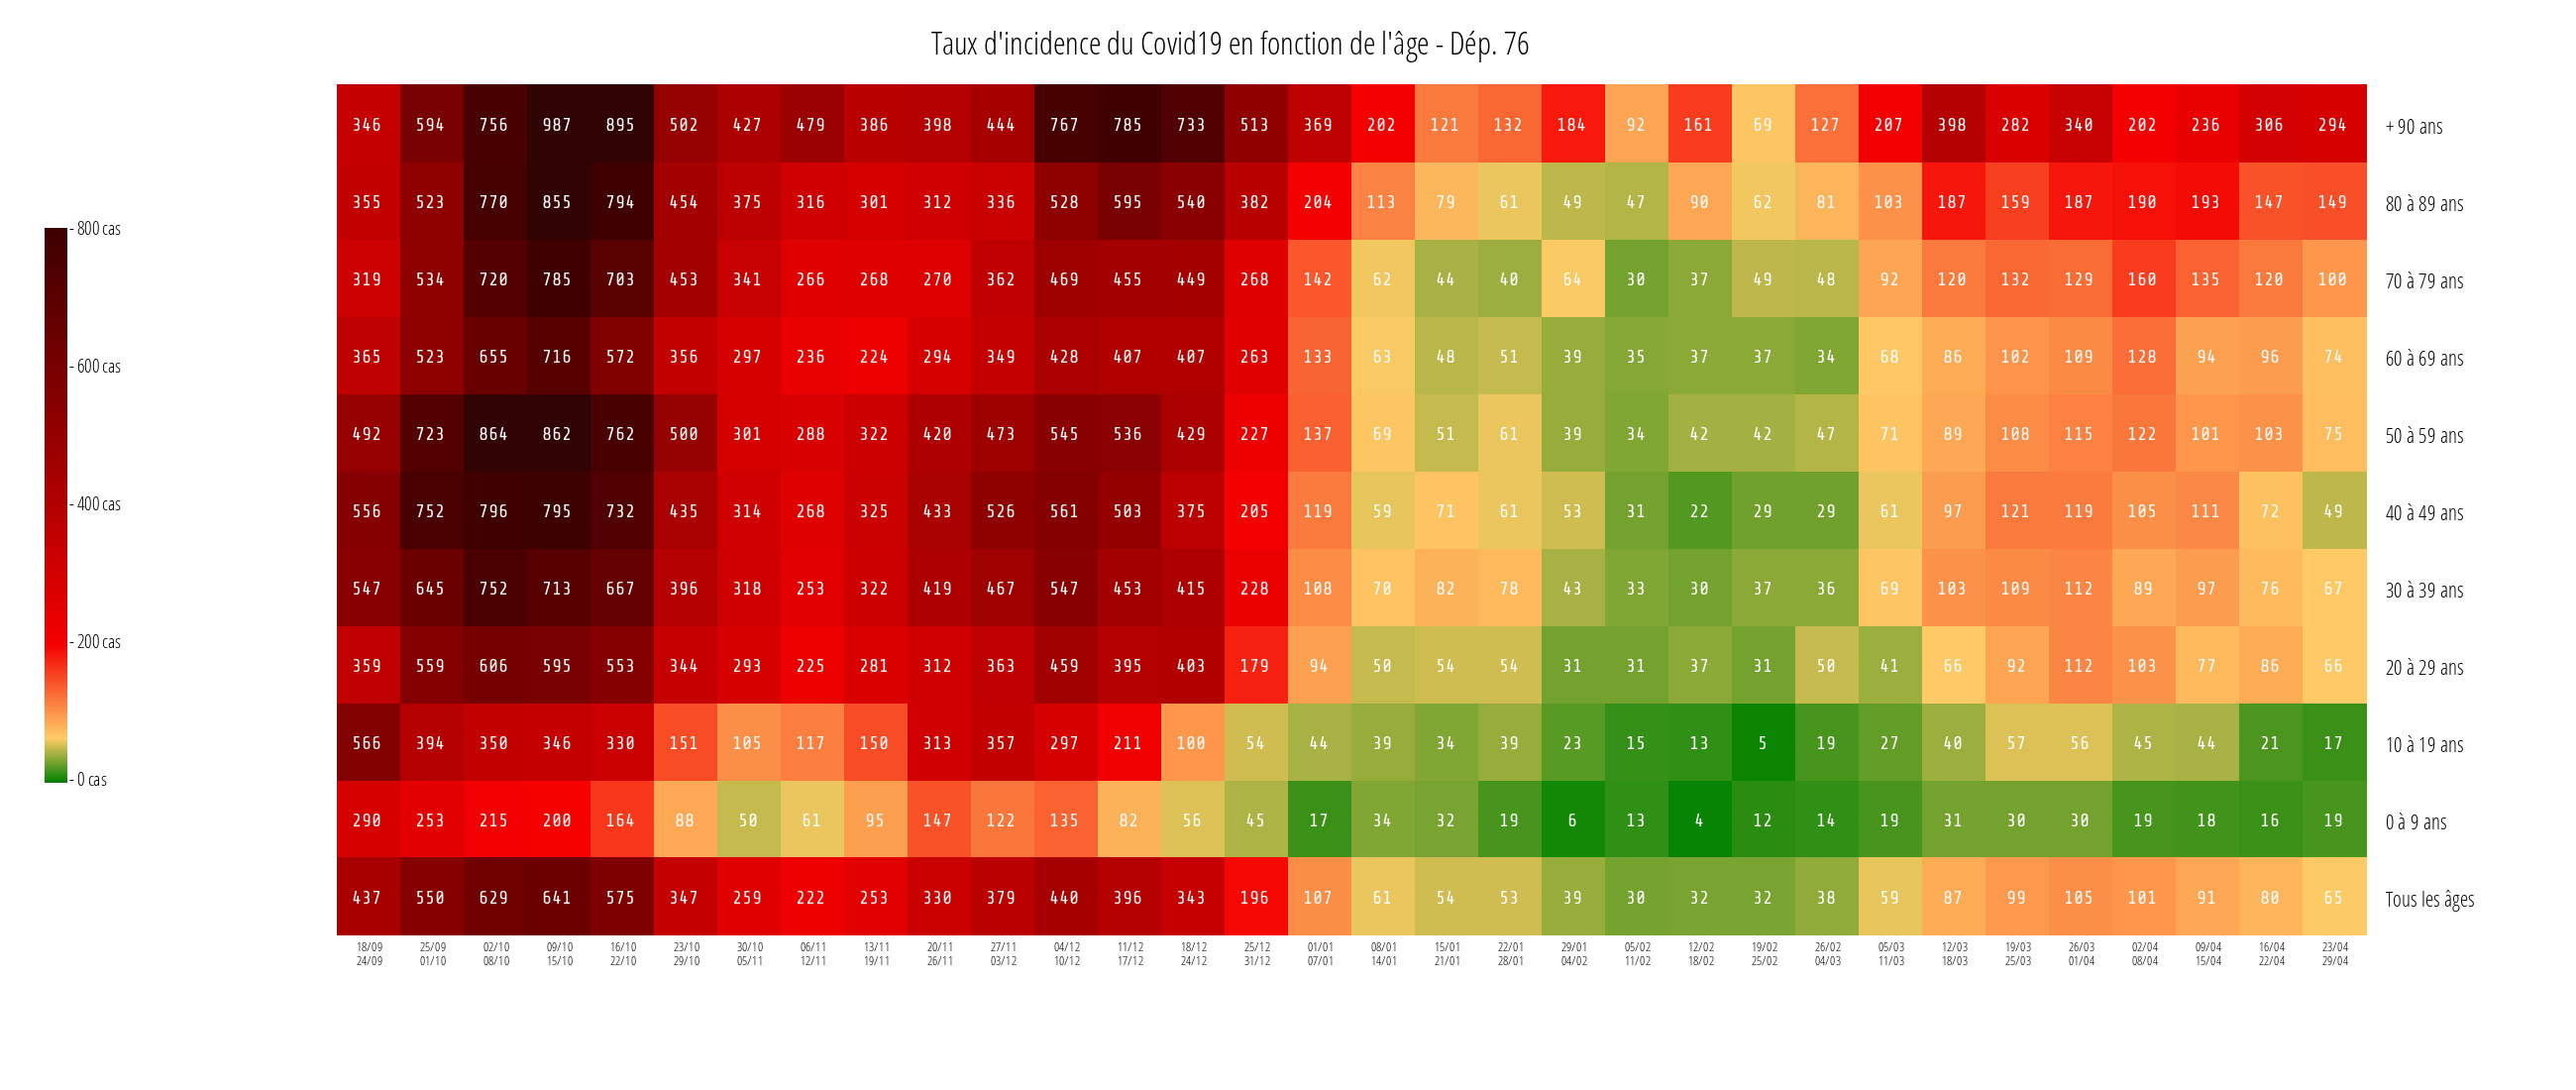 Taux d'incidence du Covid19 en fonction de l'âge - Dép. 76
- 800 cas
- 600 cas
- 400 cas
- 200 cas
- 0 cas
346 594 756 987 895 502 427 479 386 398 444 767 785 733 513 369 202 121 132 184 92 161 69 127 207 398 282 340 202 236 306 294 + 90 ans
355 523 770 855 794 454 375 316 301 312 336 528 595 540 382 204 113 79 61 49 47 90 62 81 103 187 159 187 190 193 147 149 80 à 89 ans
319 534 720 785 703 453 341 266 268 270 362 469 455 449 268 142 62 44 40 64 30 37 49 48 92 120 132 129 160 135 120 100 70 à 79 ans
365 523 655 716 572 356 297 236 224 294 349 428 407 407 263 133 63 48 51 39 35 37 37 34 68 86 102 109 128 94 96 74 60 à 69 ans
492 723 864 862 762 500 301 288 322 420 473 545 536 429 227 137 69 51 61 39 34 42 42 47 71 89 108 115 122 101 103 75 50 à 59 ans
556 752 796 795 732 435 314 268 325 433 526 561 503 375 205 119 59 71 61 53 31 22 29 29 61 97 121 119 105 111 72 49 40 à 49 ans
547 645 752 713 667 396 318 253 322 419 467 547 453 415 228 108 70 82 78 43 33 30 37 36 69 103 109 112 89 97 76 67 30 à 39 ans
359 559 606 595 553 344 293 225 281 312 363 459 395 403 179 94 50 54 54 31 31 37 31 50 41 66 92 112 103 77 86 66 20 à 29 ans
566 394 350 346 330 151 105 117 150 313 357 297 211 100 54 44 39 34 39 23 15 13 5 19 27 40 57 56 45 44 21 17 10 à 19 ans
290 253 215 200 164 88 50 61 95 147 122 135 82 56 45 17 34 32 19 6 13 4 12 14 19 31 30 30 19 18 16 19 0 à 9 ans
437 550 629 641 575 347 259 222 253 330 379 440 396 343 196 107 61 54 53 39 30 32 32 38 59 87 99 105 101 91 80 65 Tous les âges
18/09 25/09 02/10 09/10 16/10 23/10 30/10 06/11 13/11 20/11 27/11 04/12 11/12 18/12 25/12 01/01 08/01 15/01 22/01 29/01 05/02 12/02 19/02 26/02 05/03 12/03 19/03 26/03 02/04 09/04 16/04 23/04
24/09 01/10 08/10 15/10 22/10 29/10 05/11 12/11 19/11 26/11 03/12 10/12 17/12 24/12 31/12 07/01 14/01 21/01 28/01 04/02 11/02 18/02 25/02 04/03 11/03 18/03 25/03 01/04 08/04 15/04 22/04 29/04